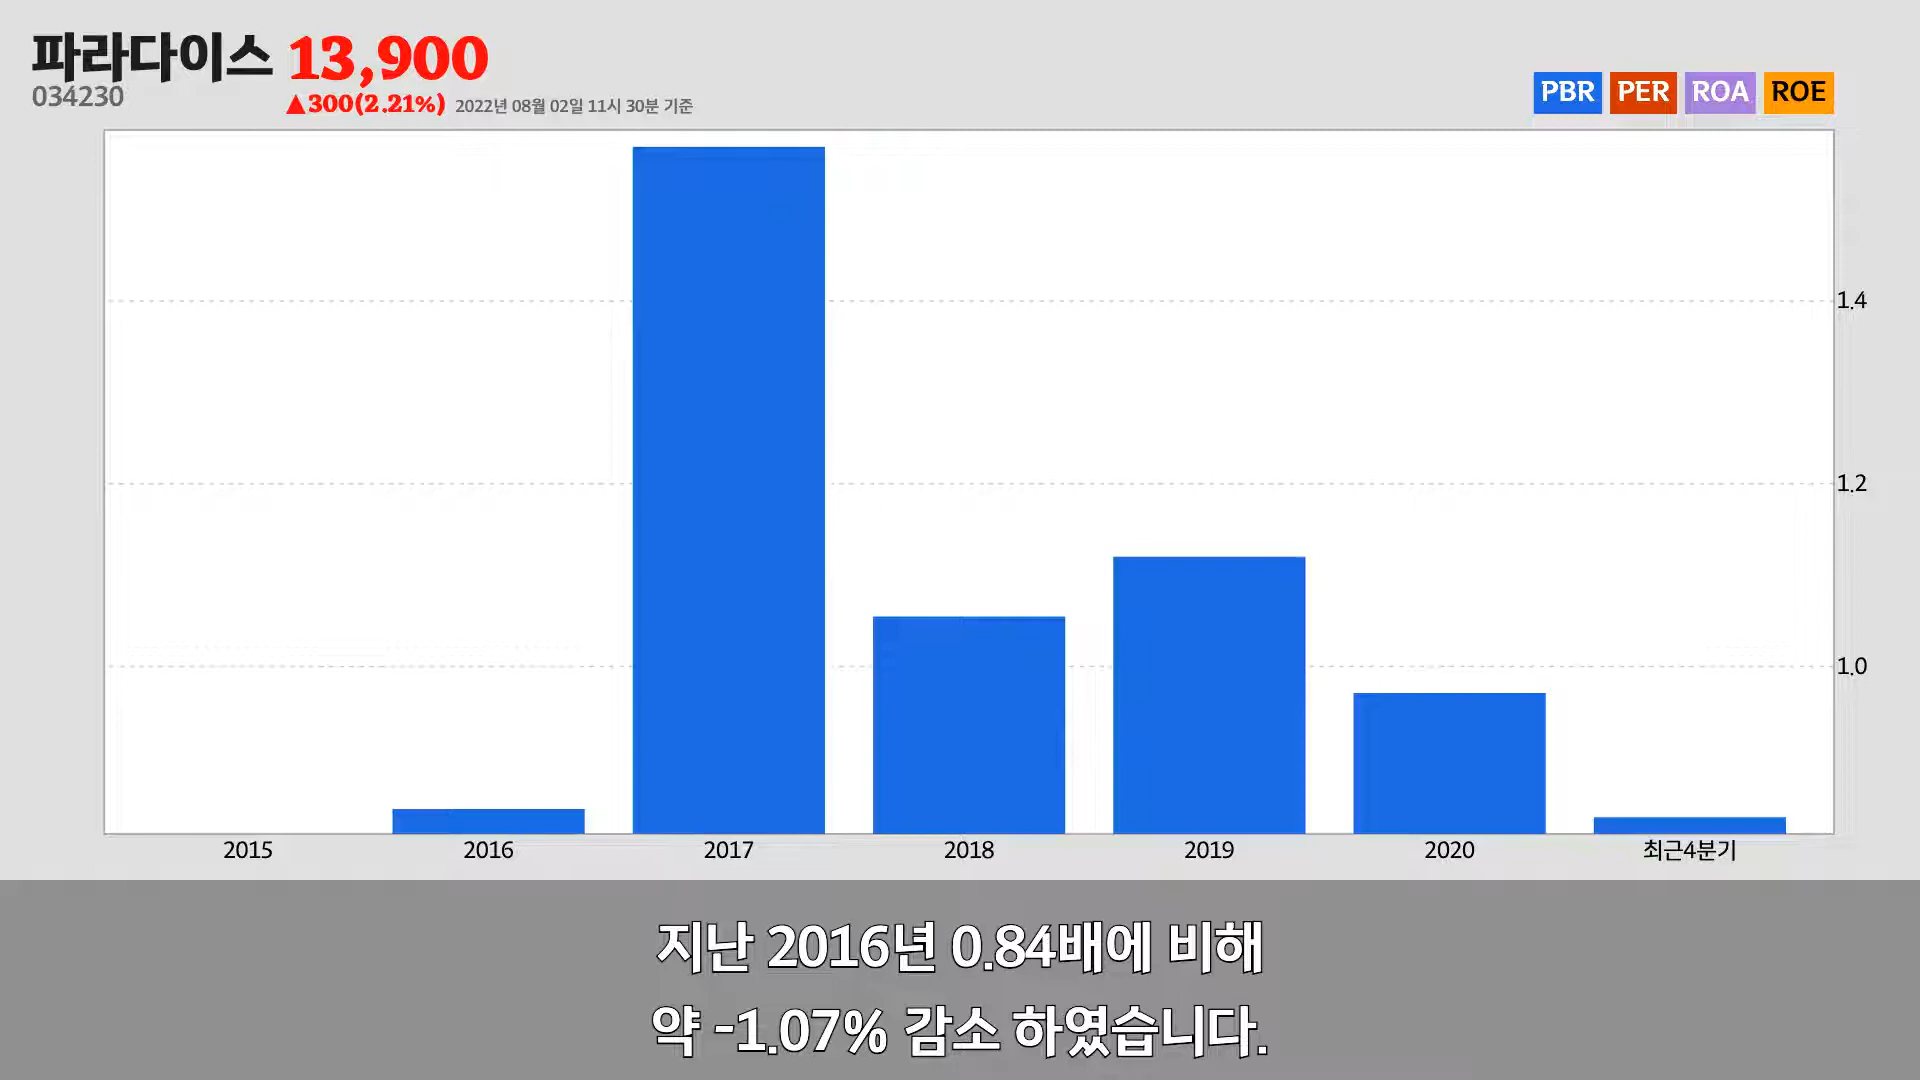 파라다이스 13,900
034230
▲300(2.21%) 2022년 08월 02일 11시 30분 기준
PBR PER ROA ROE
1.4
1.2
1.0
2015 2016 2017 2018 2019 2020 최근4분기
지난 2016년 0.84배에 비해
약 -1.07% 감소 하였습니다.